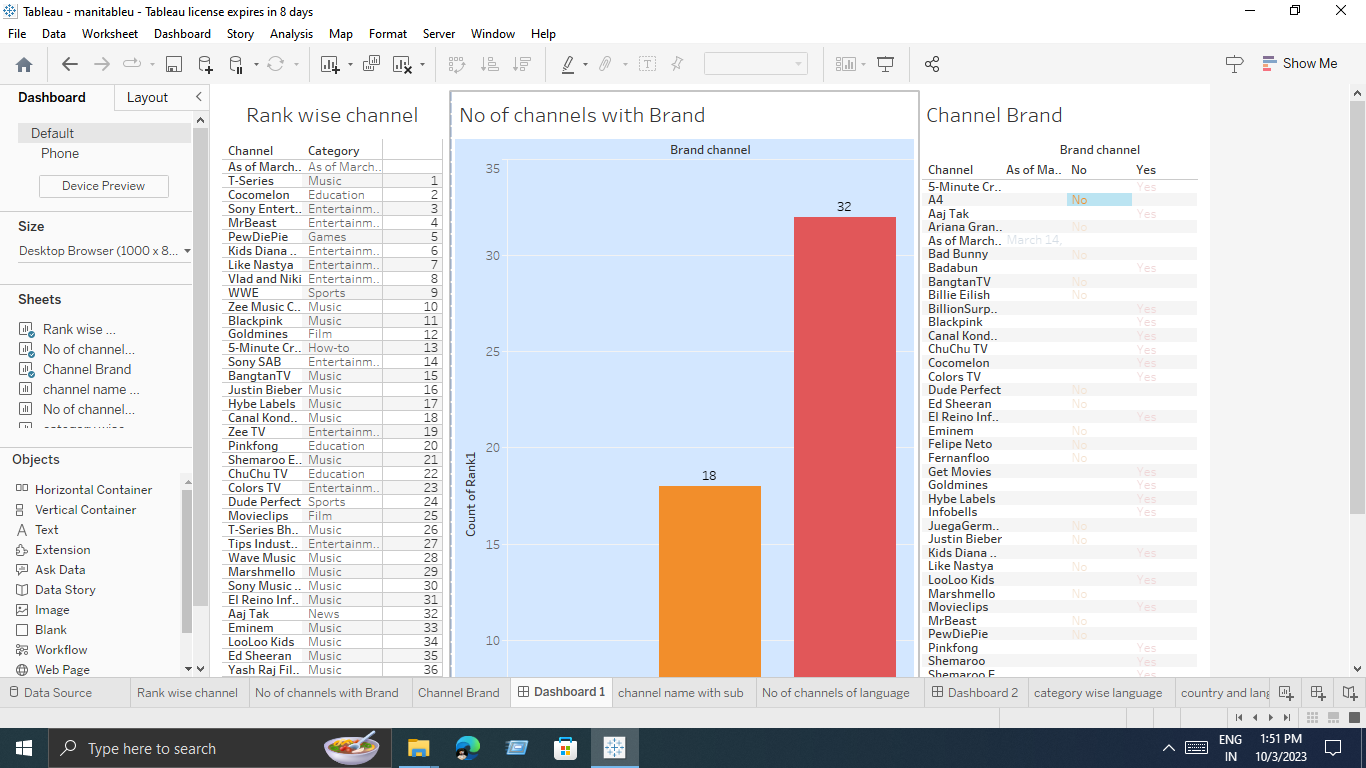 Tableau - manitableu - Tableau license expires in 8 days
File Data Worksheet Dashboard Story Analysis Map Format Server Window Help
Show Me
Dashboard Layout
Default
Phone
Device Preview
Size
Desktop Browser (1000 x 8...
Sheets
Rank wise ...
No of channel...
Channel Brand
channel name ...
No of channel...
Objects
Horizontal Container
Vertical Container
Text
Extension
Ask Data
Data Story
Image
Blank
Workflow
Web Page
Rank wise channel
Channel Category
As of March.. As of March..
T-Series Music 1
Cocomelon Education 2
Sony Entert.. Entertainm.. 3
MrBeast Entertainm.. 4
PewDiePie Games 5
Kids Diana .. Entertainm.. 6
Like Nastya Entertainm.. 7
Vlad and Niki Entertainm.. 8
WWE Sports 9
Zee Music C.. Music 10
Blackpink Music 11
Goldmines Film 12
5-Minute Cr.. How-to 13
Sony SAB Entertainm.. 14
BangtanTV Music 15
Justin Bieber Music 16
Hybe Labels Music 17
Canal Kond.. Music 18
Zee TV Entertainm.. 19
Pinkfong Education 20
Shemaroo E.. Music 21
ChuChu TV Education 22
Colors TV Entertainm.. 23
Dude Perfect Sports 24
Movieclips Film 25
T-Series Bh.. Music 26
Tips Indust.. Entertainm.. 27
Wave Music Music 28
Marshmello Music 29
Sony Music .. Music 30
El Reino Inf.. Music 31
Aaj Tak News 32
Eminem Music 33
LooLoo Kids Music 34
Ed Sheeran Music 35
Yash Raj Fil.. Music 36
No of channels with Brand
Brand channel
35
32
30
25
20
18
15
10
Count of Rank1
Channel Brand
Brand channel
Channel As of Ma.. No Yes
5-Minute Cr.. Yes
A4 No
Aaj Tak Yes
Ariana Gran.. No
As of March.. March 14,
Bad Bunny No
Badabun Yes
BangtanTV No
Billie Eilish No
BillionSurp.. Yes
Blackpink Yes
Canal Kond.. Yes
ChuChu TV Yes
Cocomelon Yes
Colors TV Yes
Dude Perfect No
Ed Sheeran No
El Reino Inf.. Yes
Eminem No
Felipe Neto No
Fernanfloo No
Get Movies Yes
Goldmines Yes
Hybe Labels Yes
Infobells Yes
JuegaGerm.. No
Justin Bieber No
Kids Diana .. Yes
Like Nastya No
LooLoo Kids Yes
Marshmello No
Movieclips Yes
MrBeast No
PewDiePie No
Pinkfong Yes
Shemaroo Yes
Shemaroo E.. Yes
Data Source Rank wise channel No of channels with Brand Channel Brand Dashboard 1 channel name with sub No of channels of language Dashboard 2 category wise language country and lang
Type here to search
ENG 1:51 PM
IN 10/3/2023